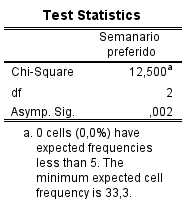 Test Statistics
Semanario
preferido
Chi-Square 12,500a
df 2
Asymp. Sig. ,002
a. 0 cells (0,0%) have
expected frequencies
less than 5. The
minimum expected cell
frequency is 33,3.